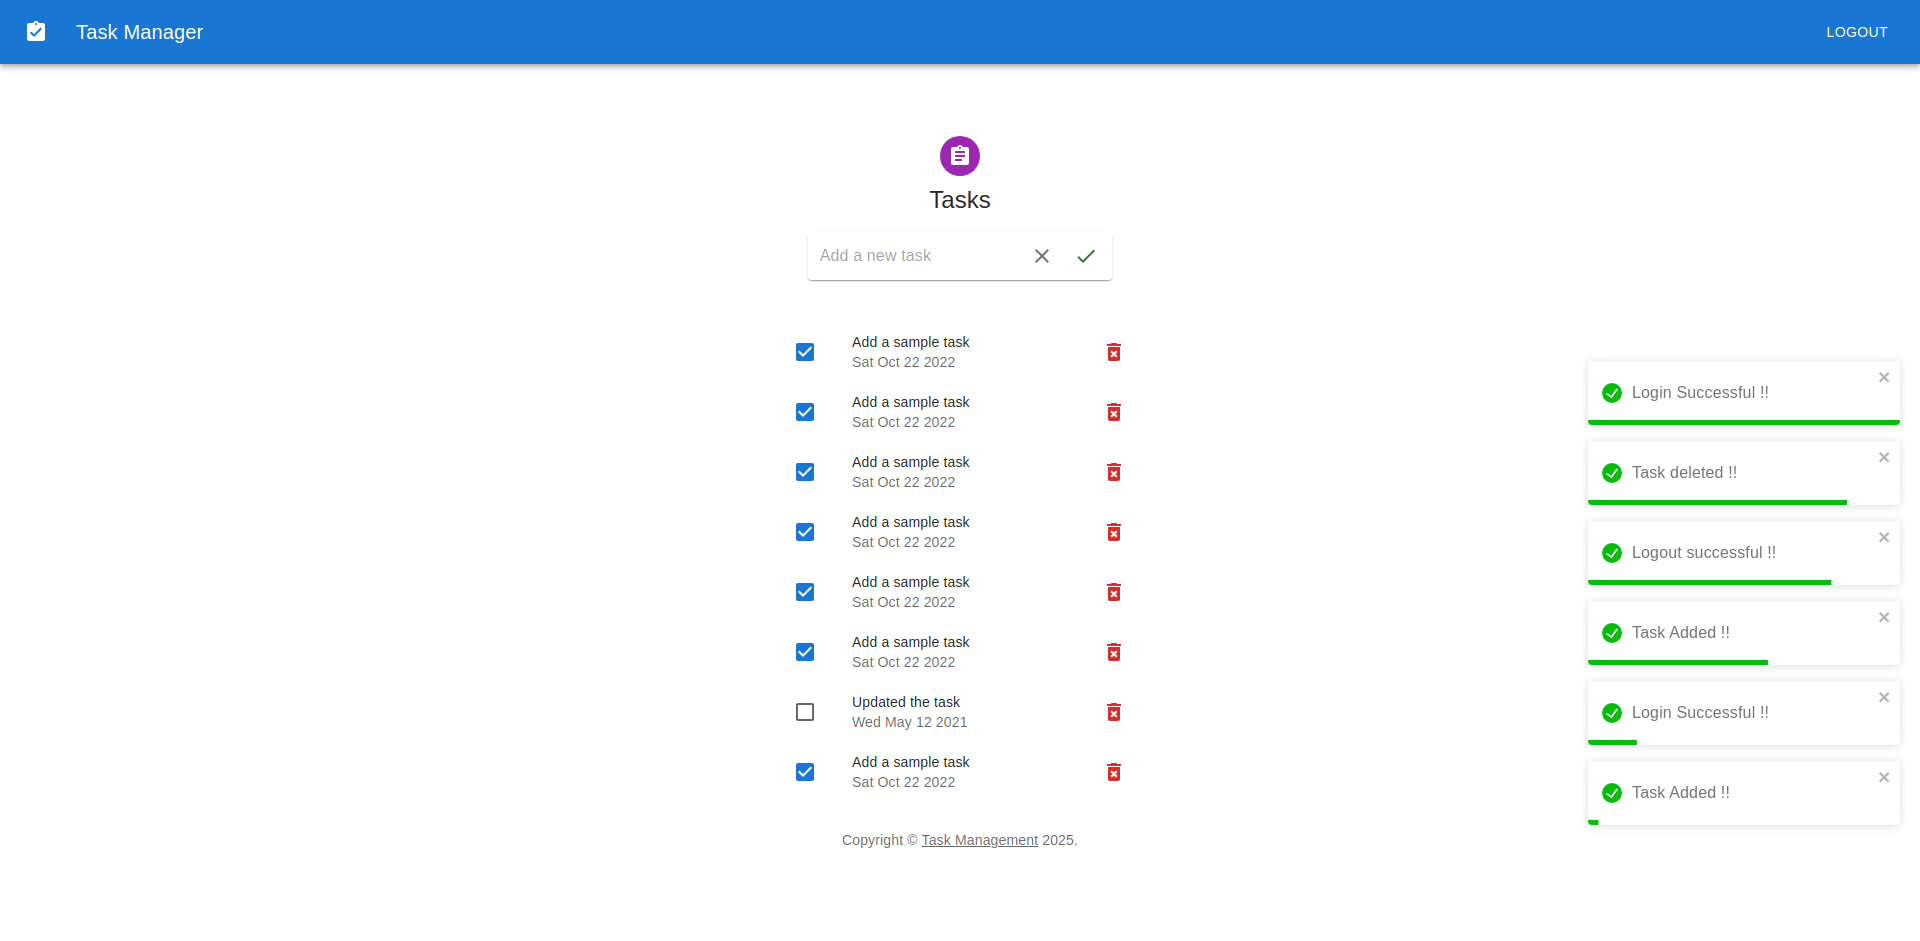 Task Manager
LOGOUT
Tasks
Add a new task
Add a sample task
Sat Oct 22 2022
Add a sample task
Sat Oct 22 2022
Add a sample task
Sat Oct 22 2022
Add a sample task
Sat Oct 22 2022
Add a sample task
Sat Oct 22 2022
Add a sample task
Sat Oct 22 2022
Updated the task
Wed May 12 2021
Add a sample task
Sat Oct 22 2022
Copyright © Task Management 2025.
Login Successful !!
Task deleted !!
Logout successful !!
Task Added !!
Login Successful !!
Task Added !!